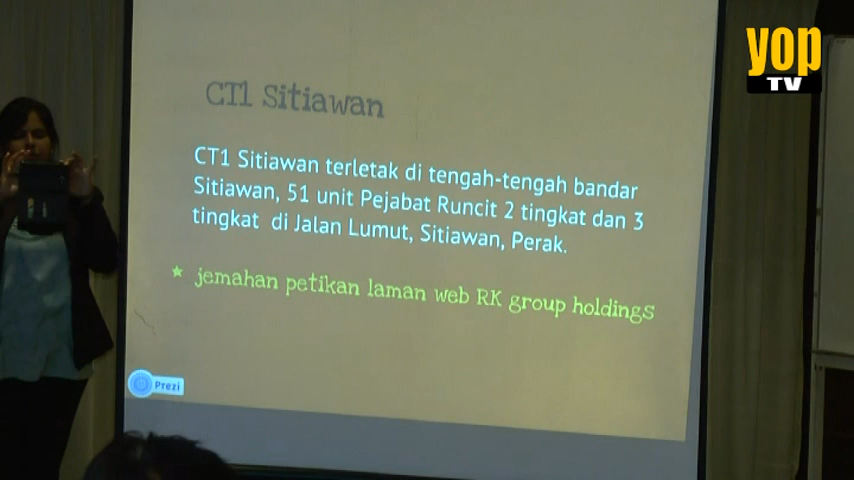 yop
TV
CT1 Sitiawan
CT1 Sitiawan terletak di tengah-tengah bandar
Sitiawan, 51 unit Pejabat Runcit 2 tingkat dan 3
tingkat di Jalan Lumut, Sitiawan, Perak.
jemahan petikan laman web RK group holdings
Prezi